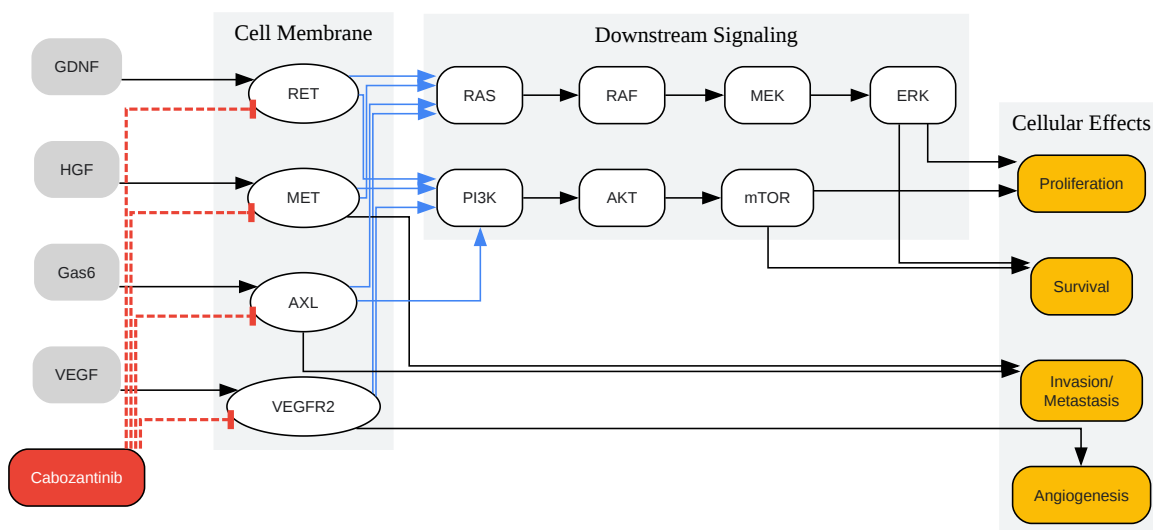 Cell Membrane
Downstream Signaling
GDNF
RET
RAS
RAF
MEK
ERK
Cellular Effects
HGF
MET
PI3K
AKT
mTOR
Proliferation
Gas6
AXL
Survival
VEGF
VEGFR2
Invasion/
Metastasis
Cabozantinib
Angiogenesis